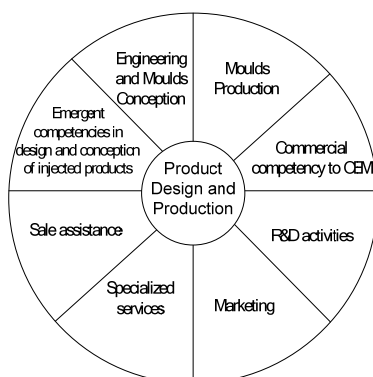 Engineering
and Moulds
Conception
Moulds
Production
Emergent
competencies in
design and conception
of injected products
Commercial
competency to CEM
Product
Design and
Production
Sale assistance
R&D activities
Specialized
services
Marketing